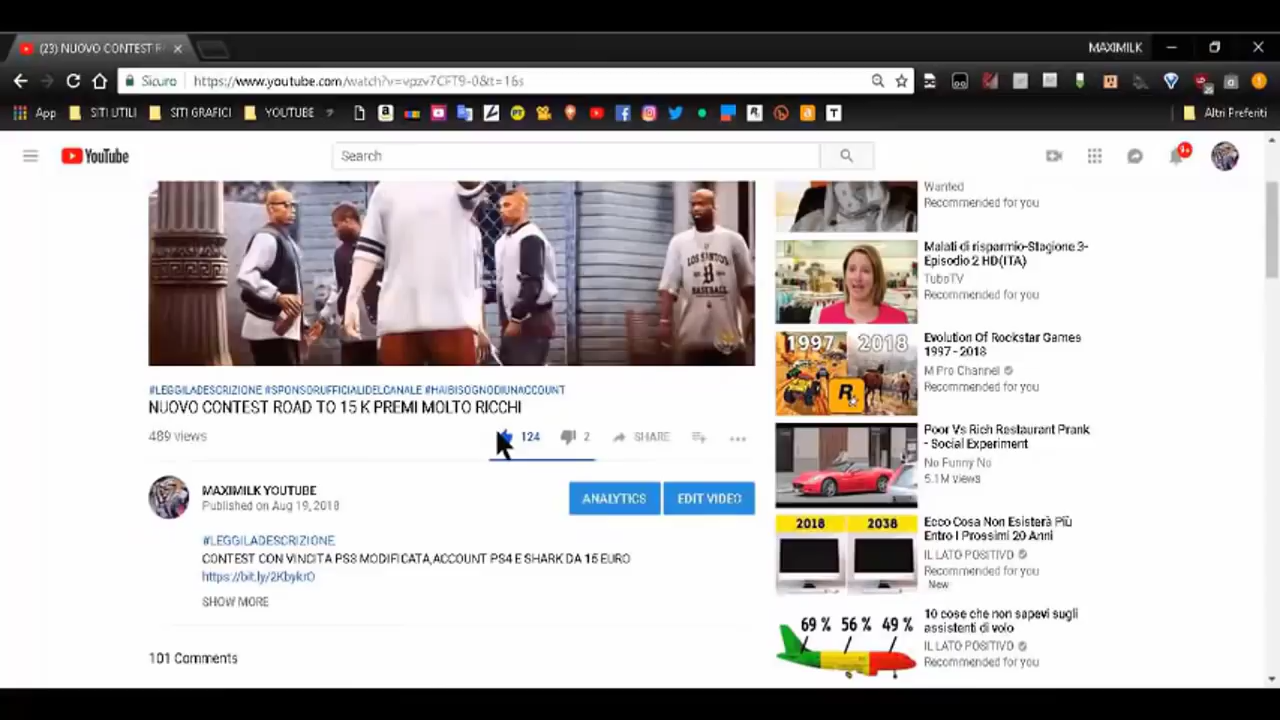 (23) NUOVO CONTEST R
MAXIMILK
Sicuro
https://www.youtube.com/watch?v=vpzv7CFT9-0&t=16s
App
SITI UTILI
SITI GRAFICI
YOUTUBE
Altri Preferiti
YouTube
Search
9+
LOS SANTOS
B
BASEBALL
#LEGGILADESCRIZIONE #SPONSORUFFICIALIDELCANALE #HAIBISOGNODIUNACCOUNT
NUOVO CONTEST ROAD TO 15 K PREMI MOLTO RICCHI
489 views
124
2
SHARE
MAXIMILK YOUTUBE
Published on Aug 19, 2018
ANALYTICS
EDIT VIDEO
#LEGGILADESCRIZIONE
CONTEST CON VINCITA PS3 MODIFICATA,ACCOUNT PS4 E SHARK DA 15 EURO
https://bit.ly/2KbykrO
SHOW MORE
101 Comments
Wanted
Recommended for you
Malati di risparmio-Stagione 3-
Episodio 2 HD(ITA)
TuboTV
Recommended for you
1997 2018
R
Evolution Of Rockstar Games
1997 - 2018
M Pro Channel
Recommended for you
Poor Vs Rich Restaurant Prank
- Social Experiment
No Funny No
5.1M views
2018 2038
Ecco Cosa Non Esisterà Più
Entro I Prossimi 20 Anni
IL LATO POSITIVO
Recommended for you
New
69 % 56 % 49 %
10 cose che non sapevi sugli
assistenti di volo
IL LATO POSITIVO
Recommended for you